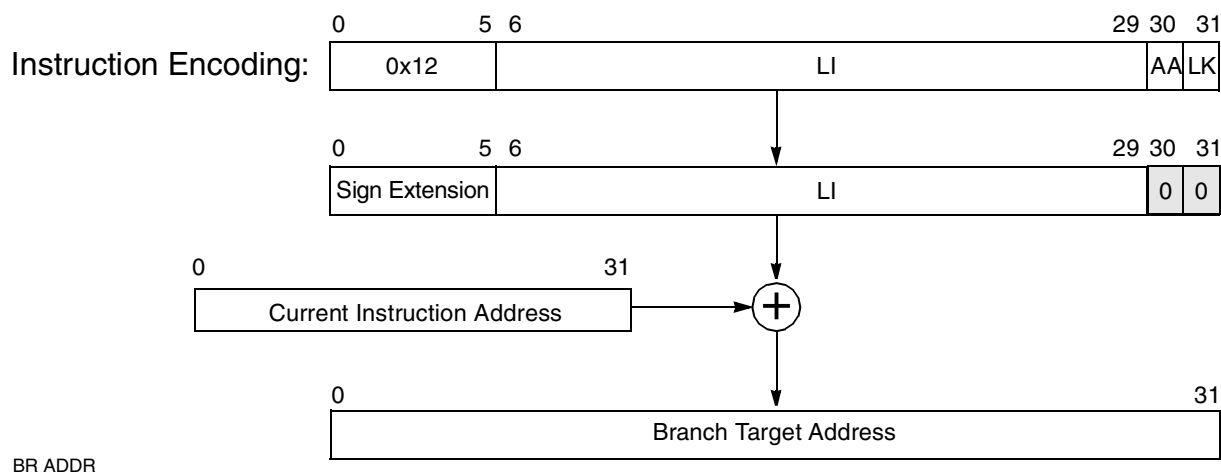 0 5 6 29 30 31
Instruction Encoding: 0x12 LI AA LK
0 5 6 29 30 31
Sign Extension LI 0 0
0 31
Current Instruction Address +
0 31
Branch Target Address
BR ADDR